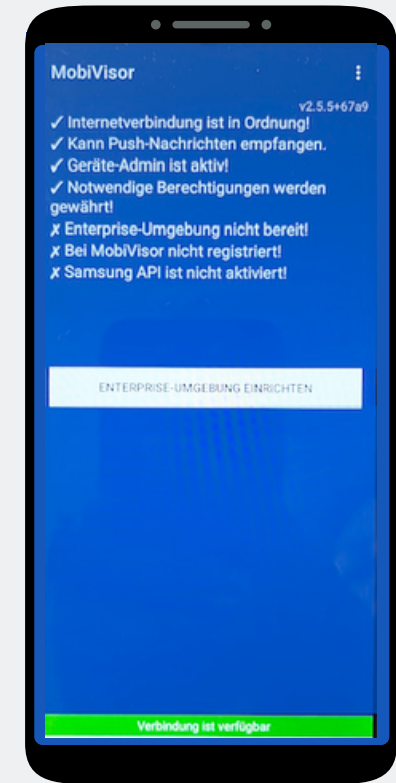 MobiVisor
v2.5.5+67a9
✓ Internetverbindung ist in Ordnung!
✓ Kann Push-Nachrichten empfangen.
✓ Geräte-Admin ist aktiv!
✓ Notwendige Berechtigungen werden
gewährt!
✗ Enterprise-Umgebung nicht bereit!
✗ Bei MobiVisor nicht registriert!
✗ Samsung API ist nicht aktiviert!
ENTERPRISE-UMGEBUNG EINRICHTEN
Verbindung ist verfügbar